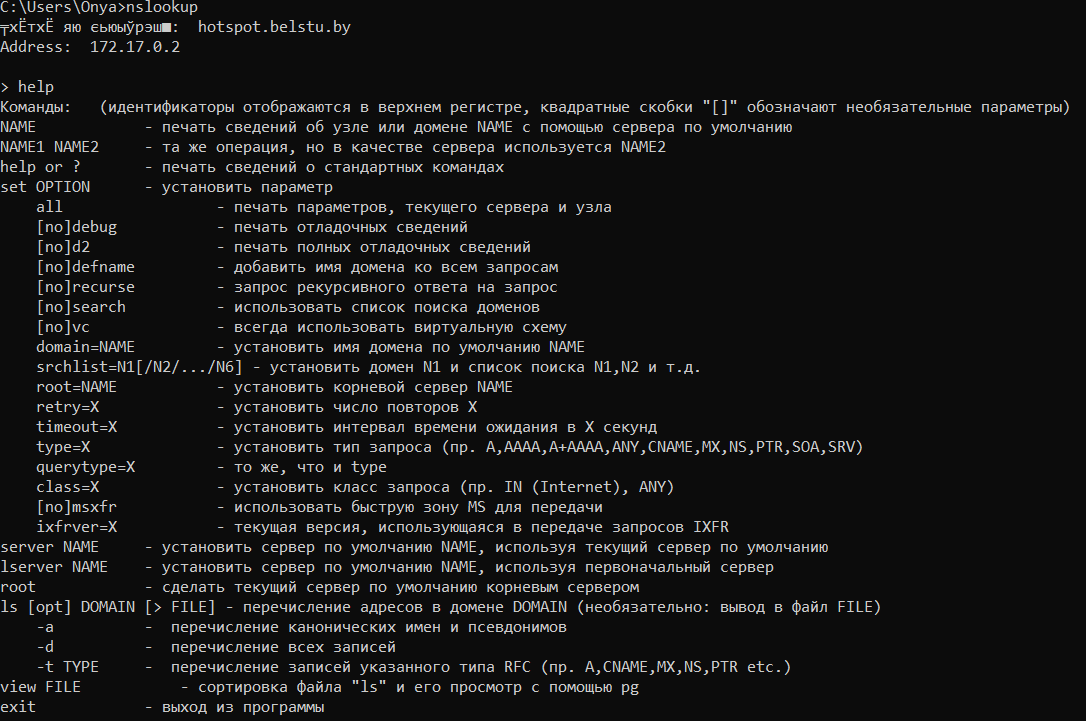 C:\Users\Onya>nslookup
╤хЁтхЁ яю єьюыўрэш■:  hotspot.belstu.by
Address:  172.17.0.2
> help
Команды:   (идентификаторы отображаются в верхнем регистре, квадратные скобки "[]" обозначают необязательные параметры)
NAME            - печать сведений об узле или домене NAME с помощью сервера по умолчанию
NAME1 NAME2     - та же операция, но в качестве сервера используется NAME2
help or ?       - печать сведений о стандартных командах
set OPTION      - установить параметр
    all                 - печать параметров, текущего сервера и узла
    [no]debug           - печать отладочных сведений
    [no]d2              - печать полных отладочных сведений
    [no]defname         - добавить имя домена ко всем запросам
    [no]recurse         - запрос рекурсивного ответа на запрос
    [no]search          - использовать список поиска доменов
    [no]vc              - всегда использовать виртуальную схему
    domain=NAME         - установить имя домена по умолчанию NAME
    srchlist=N1[/N2/.../N6] - установить домен N1 и список поиска N1,N2 и т.д.
    root=NAME           - установить корневой сервер NAME
    retry=X             - установить число повторов X
    timeout=X           - установить интервал времени ожидания в X секунд
    type=X              - установить тип запроса (пр. A,AAAA,A+AAAA,ANY,CNAME,MX,NS,PTR,SOA,SRV)
    querytype=X         - то же, что и type
    class=X             - установить класс запроса (пр. IN (Internet), ANY)
    [no]msxfr           - использовать быструю зону MS для передачи
    ixfrver=X           - текущая версия, использующаяся в передаче запросов IXFR
server NAME     - установить сервер по умолчанию NAME, используя текущий сервер по умолчанию
lserver NAME    - установить сервер по умолчанию NAME, используя первоначальный сервер
root            - сделать текущий сервер по умолчанию корневым сервером
ls [opt] DOMAIN [> FILE] - перечисление адресов в домене DOMAIN (необязательно: вывод в файл FILE)
    -a          -  перечисление канонических имен и псевдонимов
    -d          -  перечисление всех записей
    -t TYPE     -  перечисление записей указанного типа RFC (пр. A,CNAME,MX,NS,PTR etc.)
view FILE           - сортировка файла "ls" и его просмотр с помощью pg
exit            - выход из программы